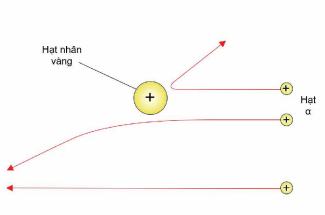 Hạt nhân
vàng
+
+
Hạt
α
+
+